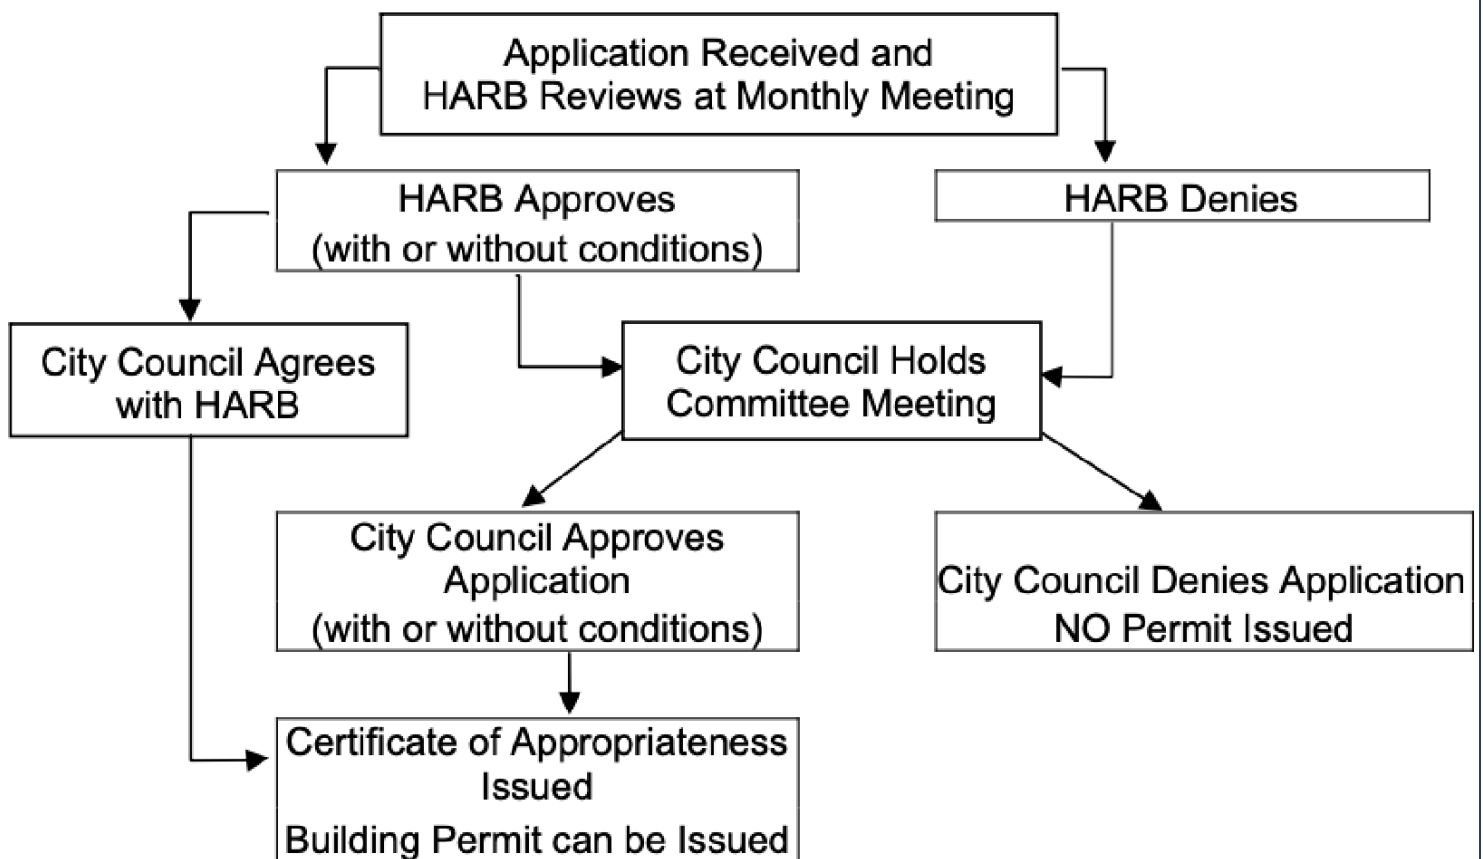 Application Received and
HARB Reviews at Monthly Meeting
HARB Approves
(with or without conditions)
HARB Denies
City Council Agrees
with HARB
City Council Holds
Committee Meeting
City Council Approves
Application
(with or without conditions)
City Council Denies Application
NO Permit Issued
Certificate of Appropriateness
Issued
Building Permit can be Issued